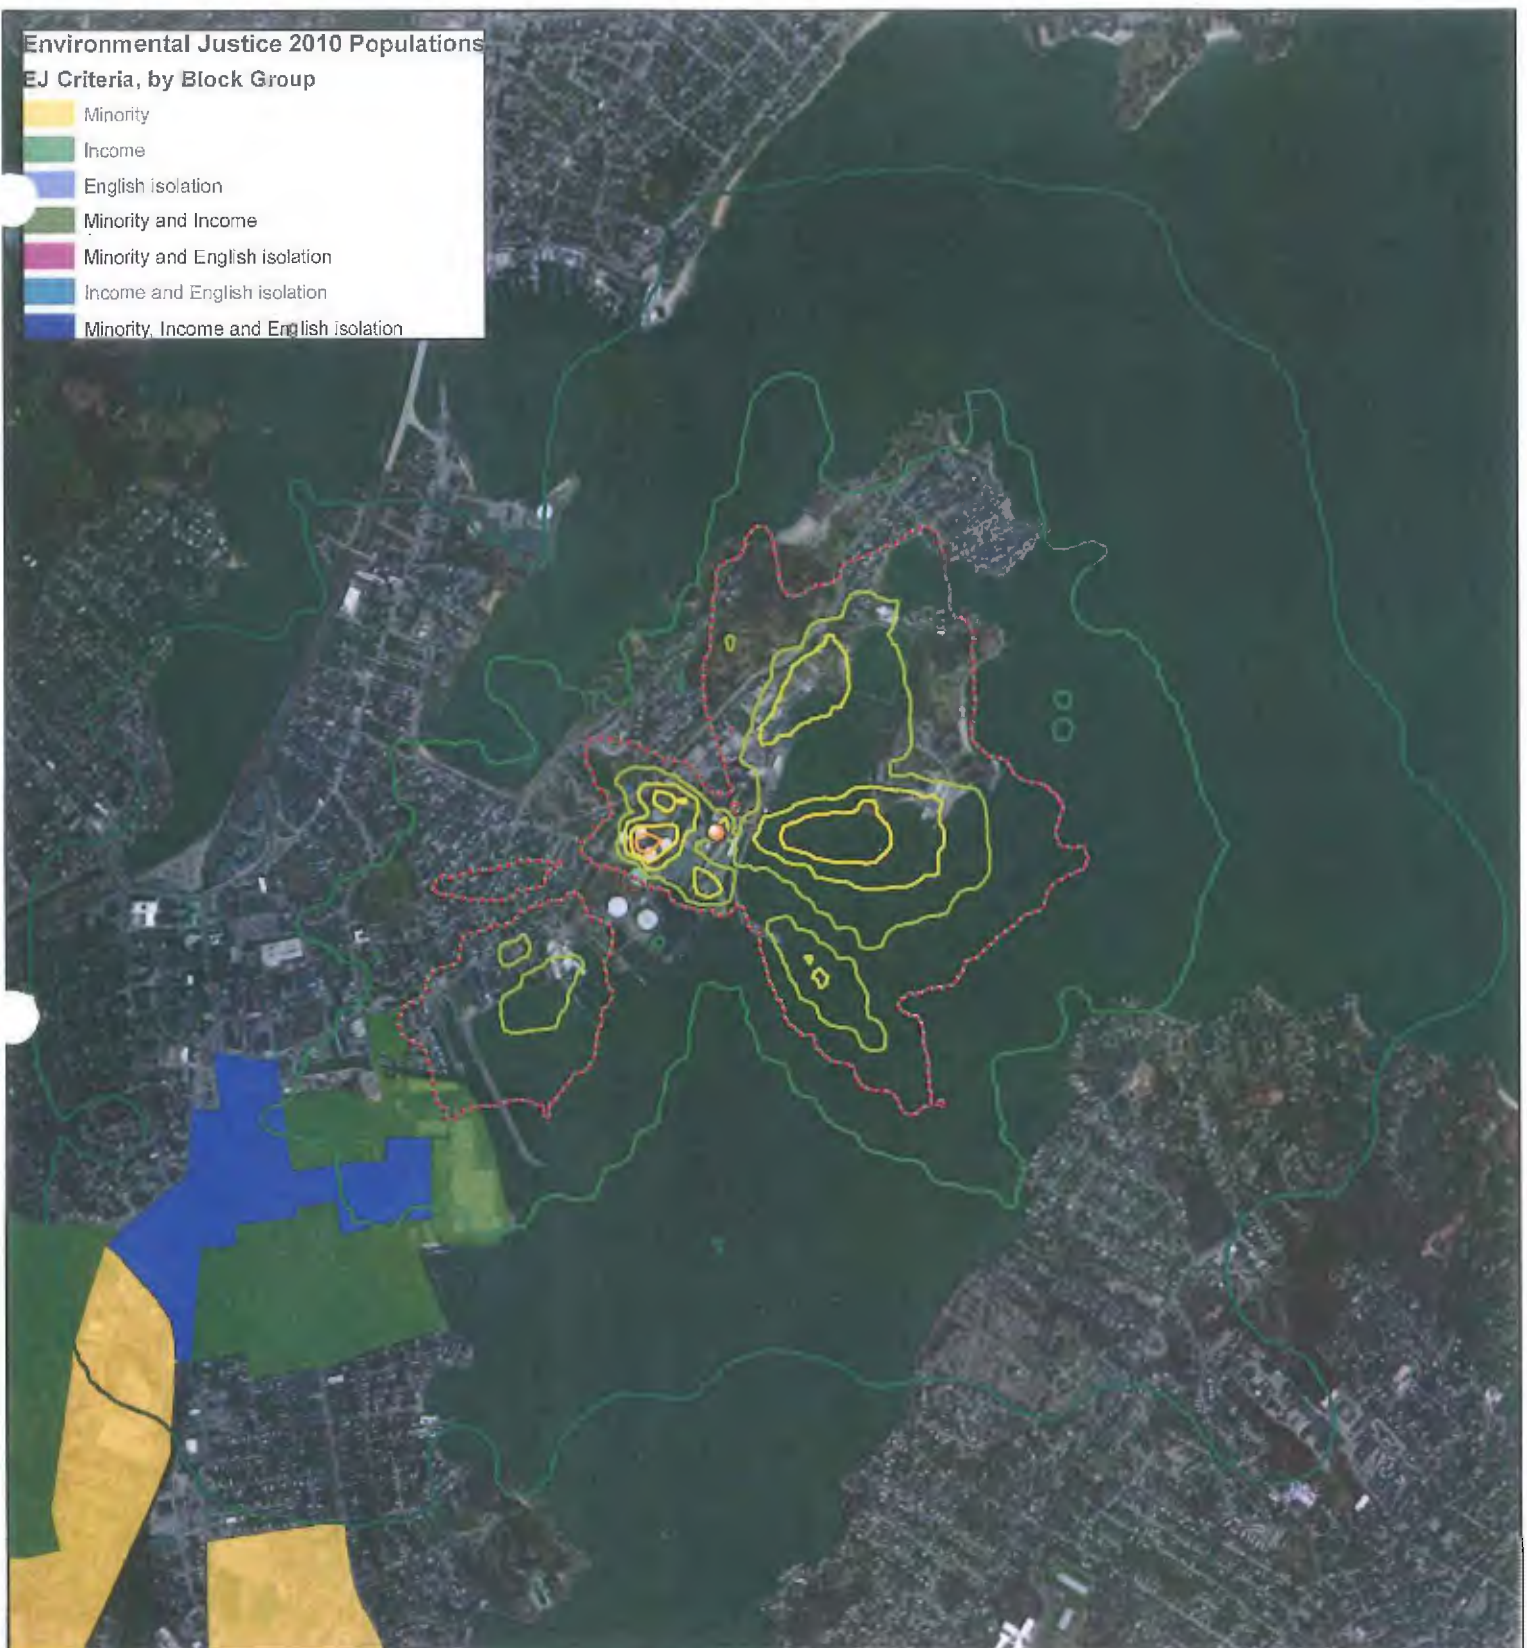 Environmental Justice 2010 Populations
EJ Criteria, by Block Group
Minority
Income
English isolation
Minority and Income
Minority and English isolation
Income and English isolation
Minority, Income and English isolation